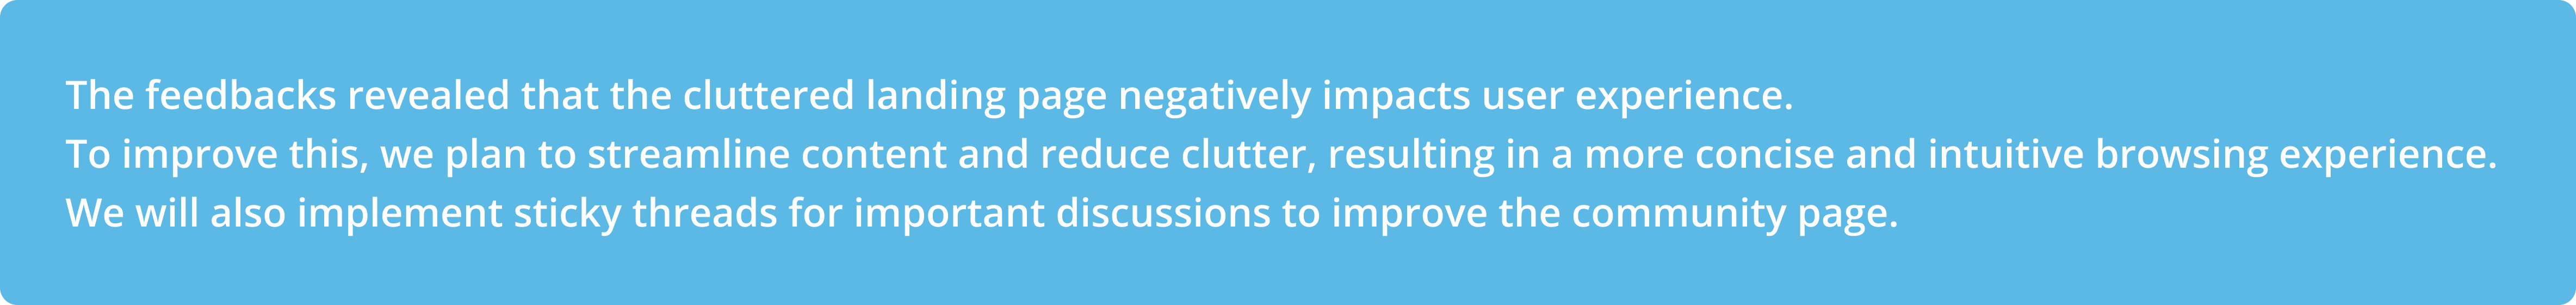 The feedbacks revealed that the cluttered landing page negatively impacts user experience.
To improve this, we plan to streamline content and reduce clutter, resulting in a more concise and intuitive browsing experience.
We will also implement sticky threads for important discussions to improve the community page.